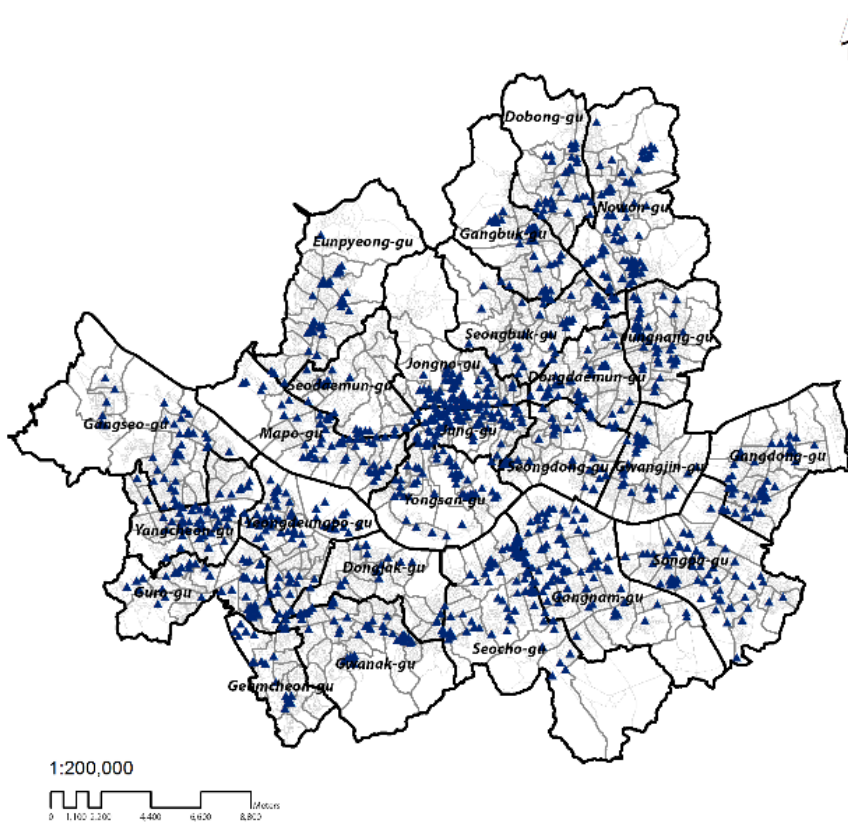 Dobong-gu
Nowon-gu
Gangbuk-gu
Eunpyeong-gu
Seongbuk-gu
Jungnang-gu
Jongno-gu
Dongdaemun-gu
Seodaemun-gu
Gangseo-gu
Mapo-gu
Jung-gu
Gangdong-gu
Seongdong-gu
Gwangjin-gu
Yongsan-gu
Yangcheon-gu
Yeongdeungpo-gu
Songpa-gu
Dongjak-gu
Guro-gu
Gangnam-gu
Seocho-gu
Gwanak-gu
Geumcheon-gu
1:200,000
Meters
0 1,100 2,200 4,400 6,600 8,800